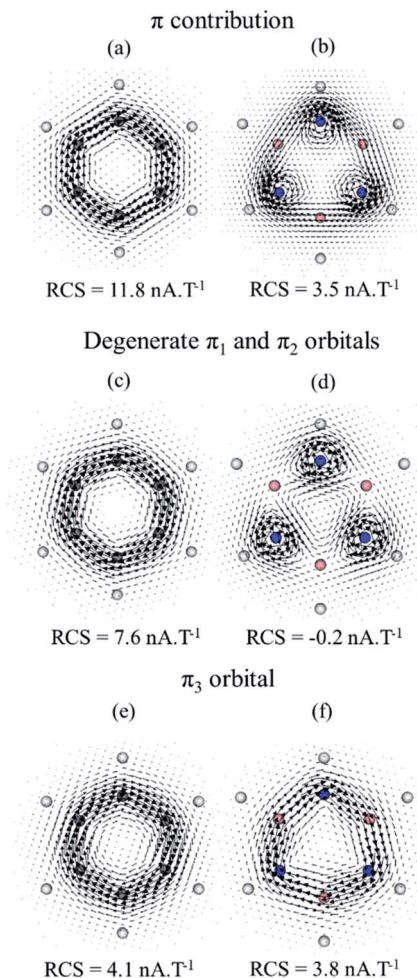 π contribution
(a) (b)
RCS = 11.8 nA.T⁻¹ RCS = 3.5 nA.T⁻¹
Degenerate π₁ and π₂ orbitals
(c) (d)
RCS = 7.6 nA.T⁻¹ RCS = -0.2 nA.T⁻¹
π₃ orbital
(e) (f)
RCS = 4.1 nA.T⁻¹ RCS = 3.8 nA.T⁻¹